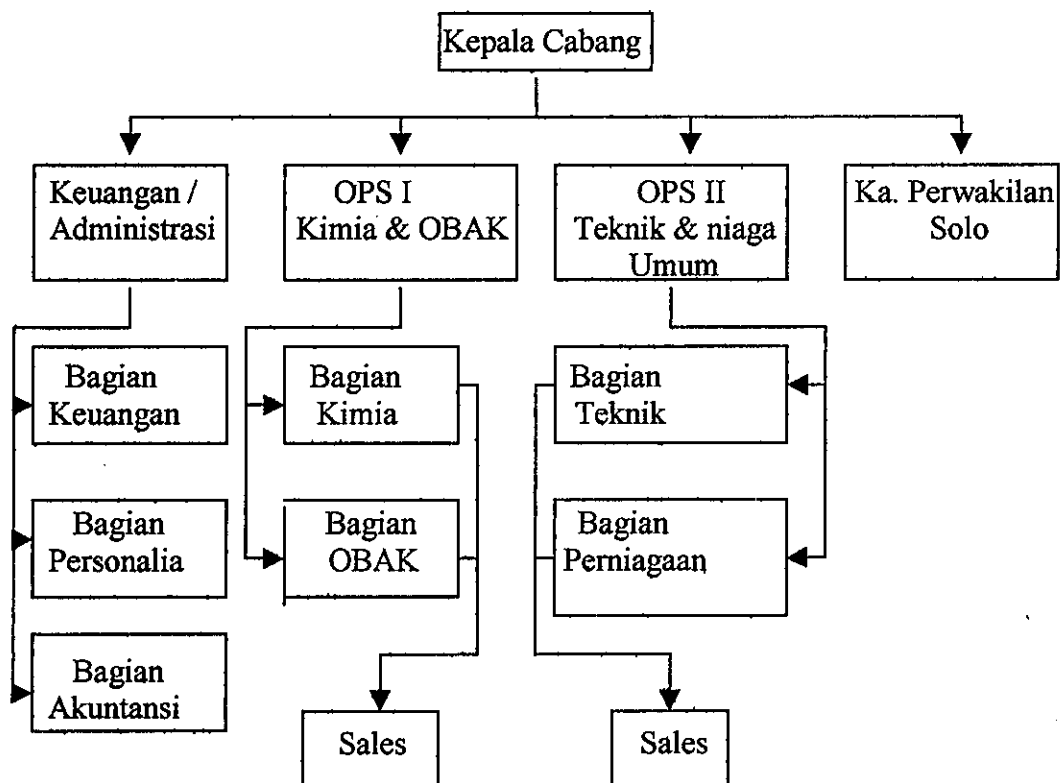 Kepala Cabang
Keuangan /
Administrasi
OPS I
Kimia & OBAK
OPS II
Teknik & niaga
Umum
Ka. Perwakilan
Solo
Bagian
Keuangan
Bagian
Kimia
Bagian
Teknik
Bagian
Personalia
Bagian
OBAK
Bagian
Perniagaan
Bagian
Akuntansi
Sales
Sales